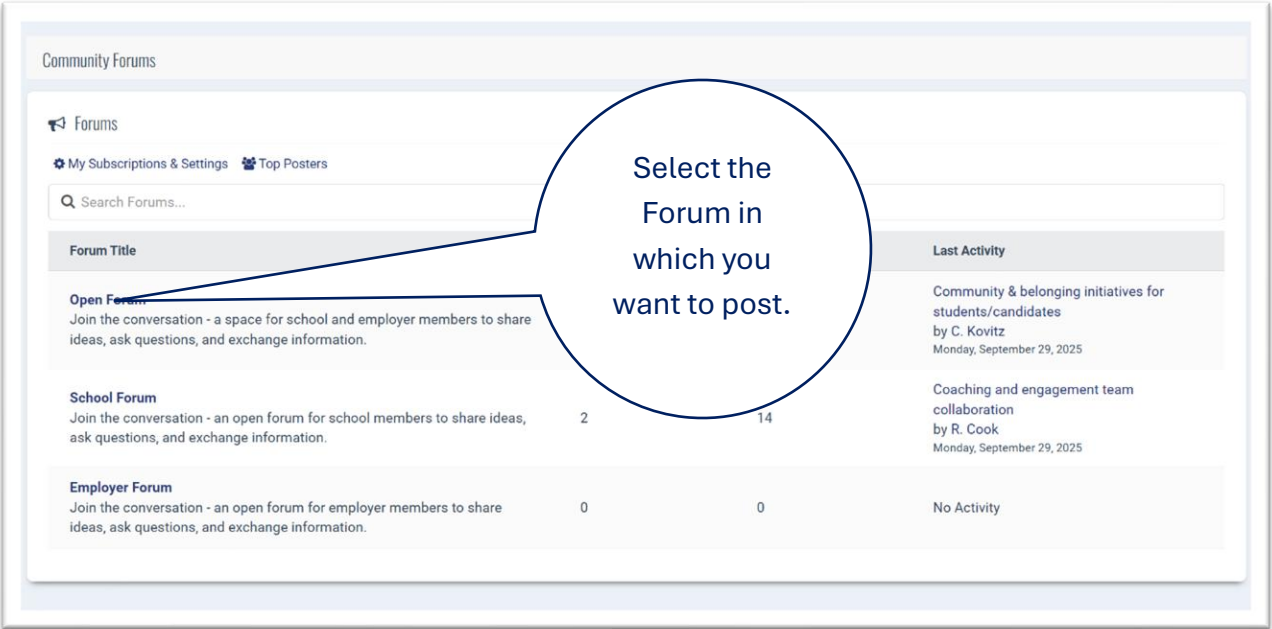 Community Forums
Forums
My Subscriptions & Settings Top Posters
Search Forums...
Select the
Forum in
which you
want to post.
Forum Title
Last Activity
Open Forum
Join the conversation - a space for school and employer members to share
ideas, ask questions, and exchange information.
Community & belonging initiatives for
students/candidates
by C. Kovitz
Monday, September 29, 2025
School Forum
Join the conversation - an open forum for school members to share ideas,
ask questions, and exchange information.
2
14
Coaching and engagement team
collaboration
by R. Cook
Monday, September 29, 2025
Employer Forum
Join the conversation - an open forum for employer members to share
ideas, ask questions, and exchange information.
0
0
No Activity